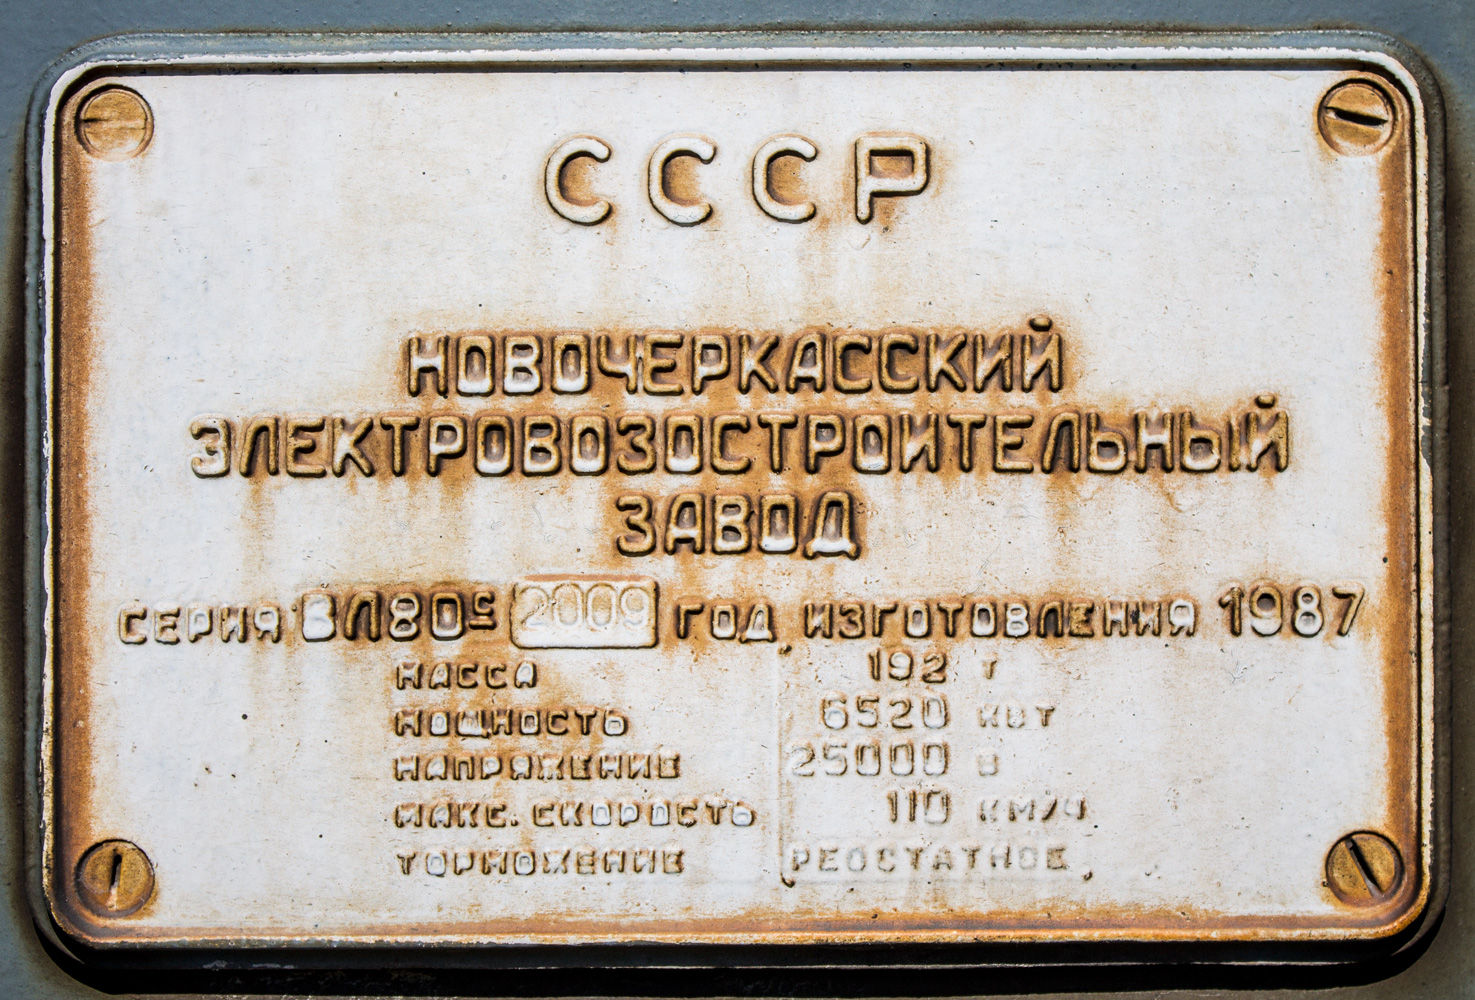 СССР
НОВОЧЕРКАССКИЙ
ЭЛЕКТРОВОЗОСТРОИТЕЛЬНЫЙ
ЗАВОД
СЕРИЯ ВЛ80С 2009 ГОД ИЗГОТОВЛЕНИЯ 1987
МАССА 192 Т
МОЩНОСТЬ 6520 КВТ
НАПРЯЖЕНИЕ 25000 В
МАКС. СКОРОСТЬ 110 КМ/Ч
ТОРМОЖЕНИЕ РЕОСТАТНОЕ